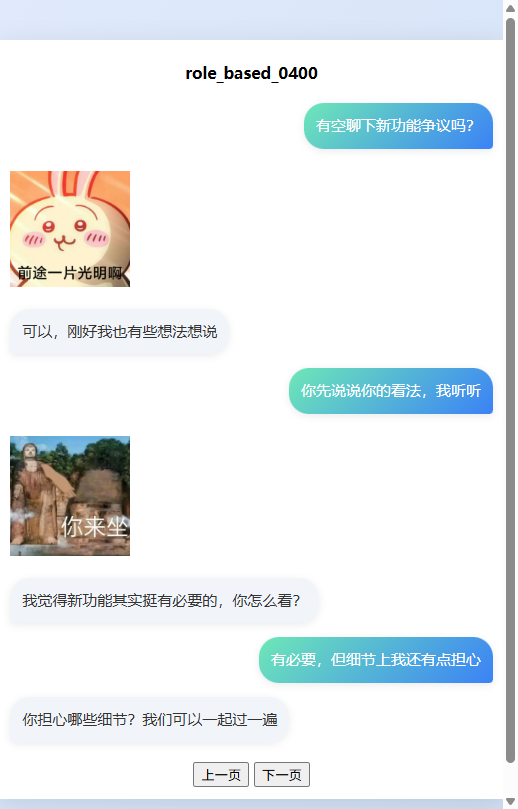 role_based_0400
有空聊下新功能争议吗？
前途一片光明啊
可以，刚好我也有些想法想说
你先说说你的看法，我听听
你来坐
我觉得新功能其实挺有必要的，你怎么看？
有必要，但细节上我还有点担心
你担心哪些细节？我们可以一起过一遍
上一页 下一页